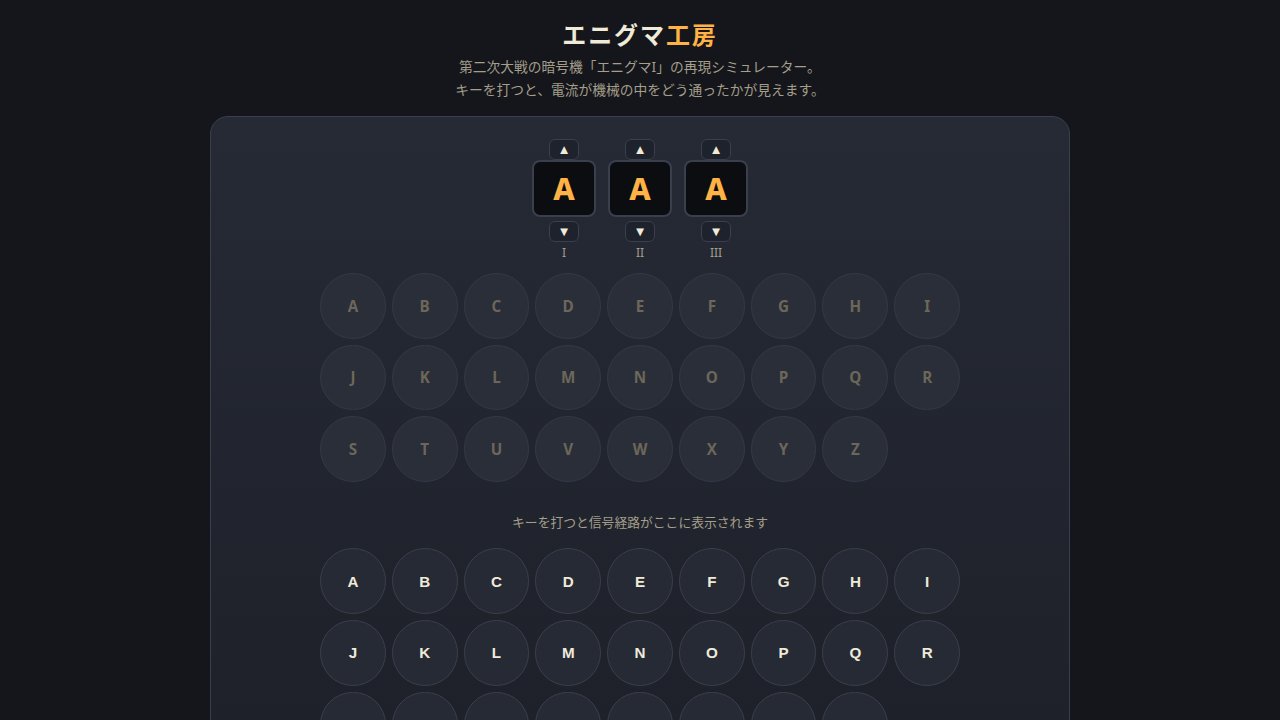 エニグマ工房
第二次大戦の暗号機「エニグマI」の再現シミュレーター。
キーを打つと、電流が機械の中をどう通ったかが見えます。
▲ ▲ ▲
A A A
▼ ▼ ▼
I II III
A B C D E F G H I
J K L M N O P Q R
S T U V W X Y Z
キーを打つと信号経路がここに表示されます
A B C D E F G H I
J K L M N O P Q R